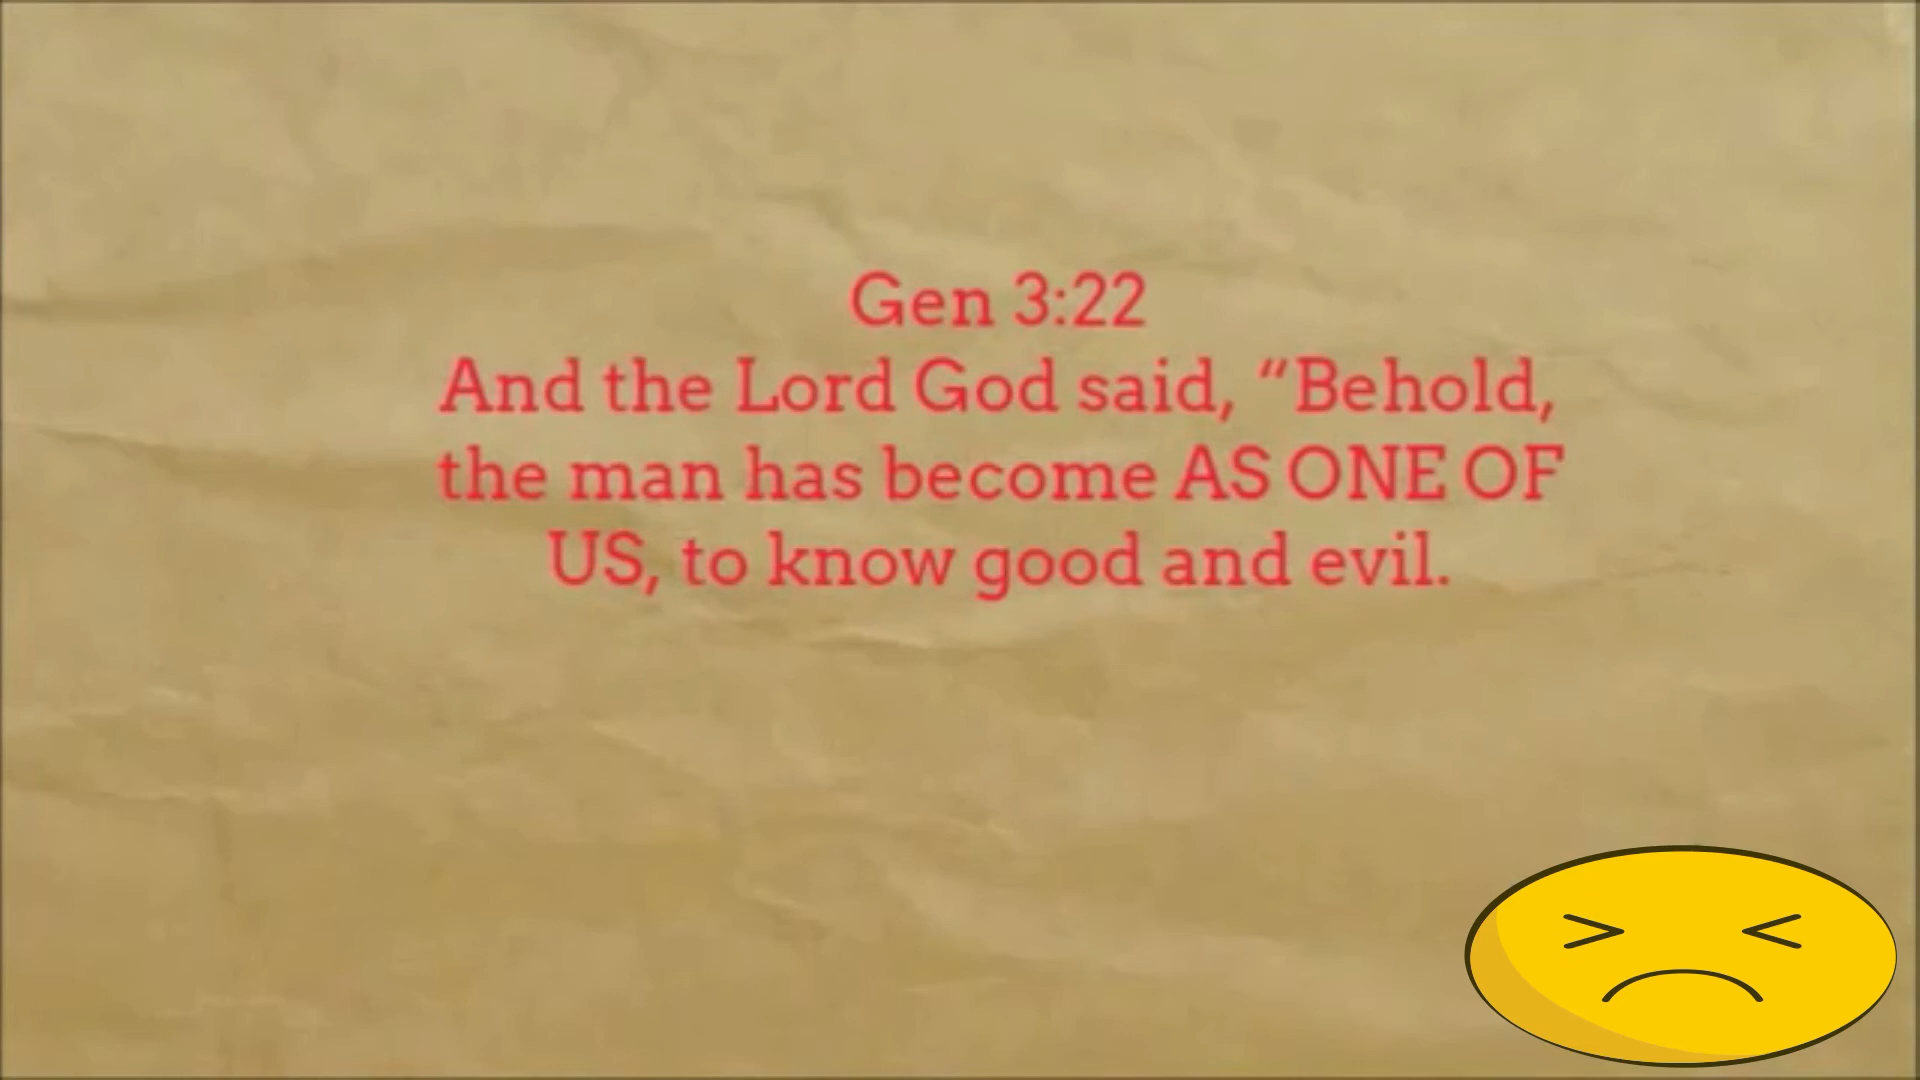 Gen 3:22
And the Lord God said, “Behold,
the man has become AS ONE OF
US, to know good and evil.